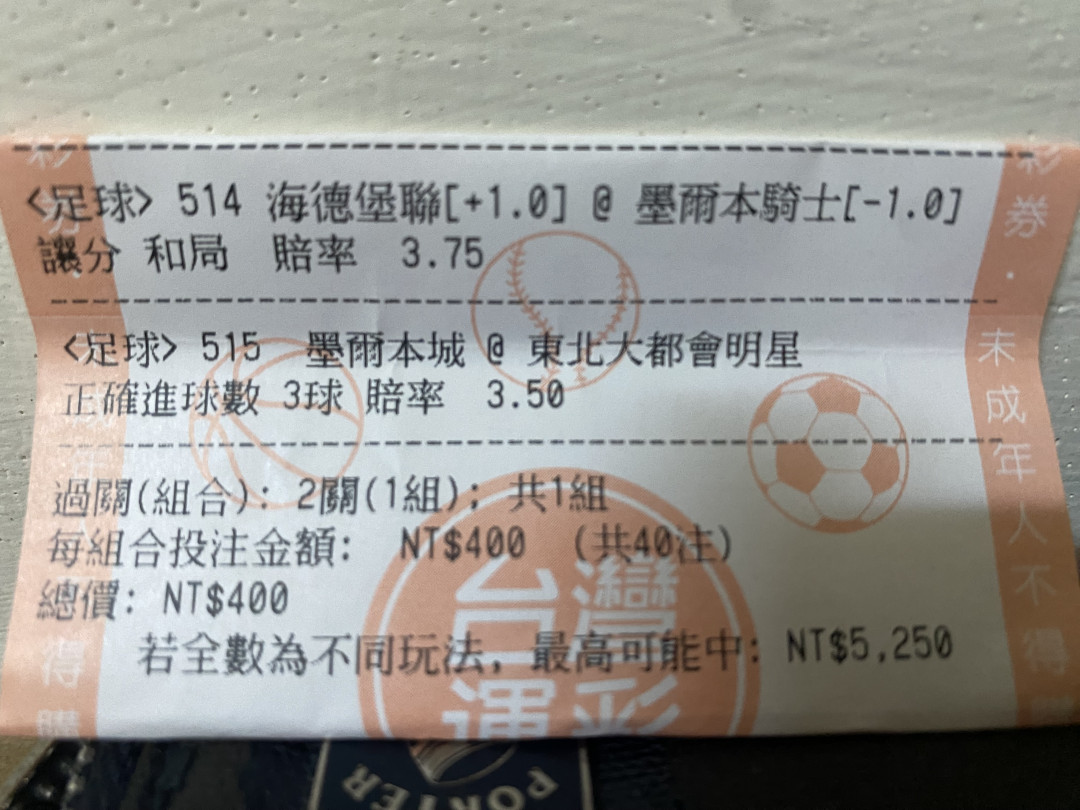 <足球> 514 海德堡聯[+1.0] @ 墨爾本騎士[-1.0]
讓分 和局 賠率 3.75
<足球> 515 墨爾本城 @ 東北大都會明星
正確進球數 3球 賠率 3.50
過關(組合): 2關(1組); 共1組
每組合投注金額: NT$400 (共40注)
總價: NT$400
若全數為不同玩法, 最高可能中: NT$5,250
台灣
運彩
彩券.未成年人不得購
PORTER